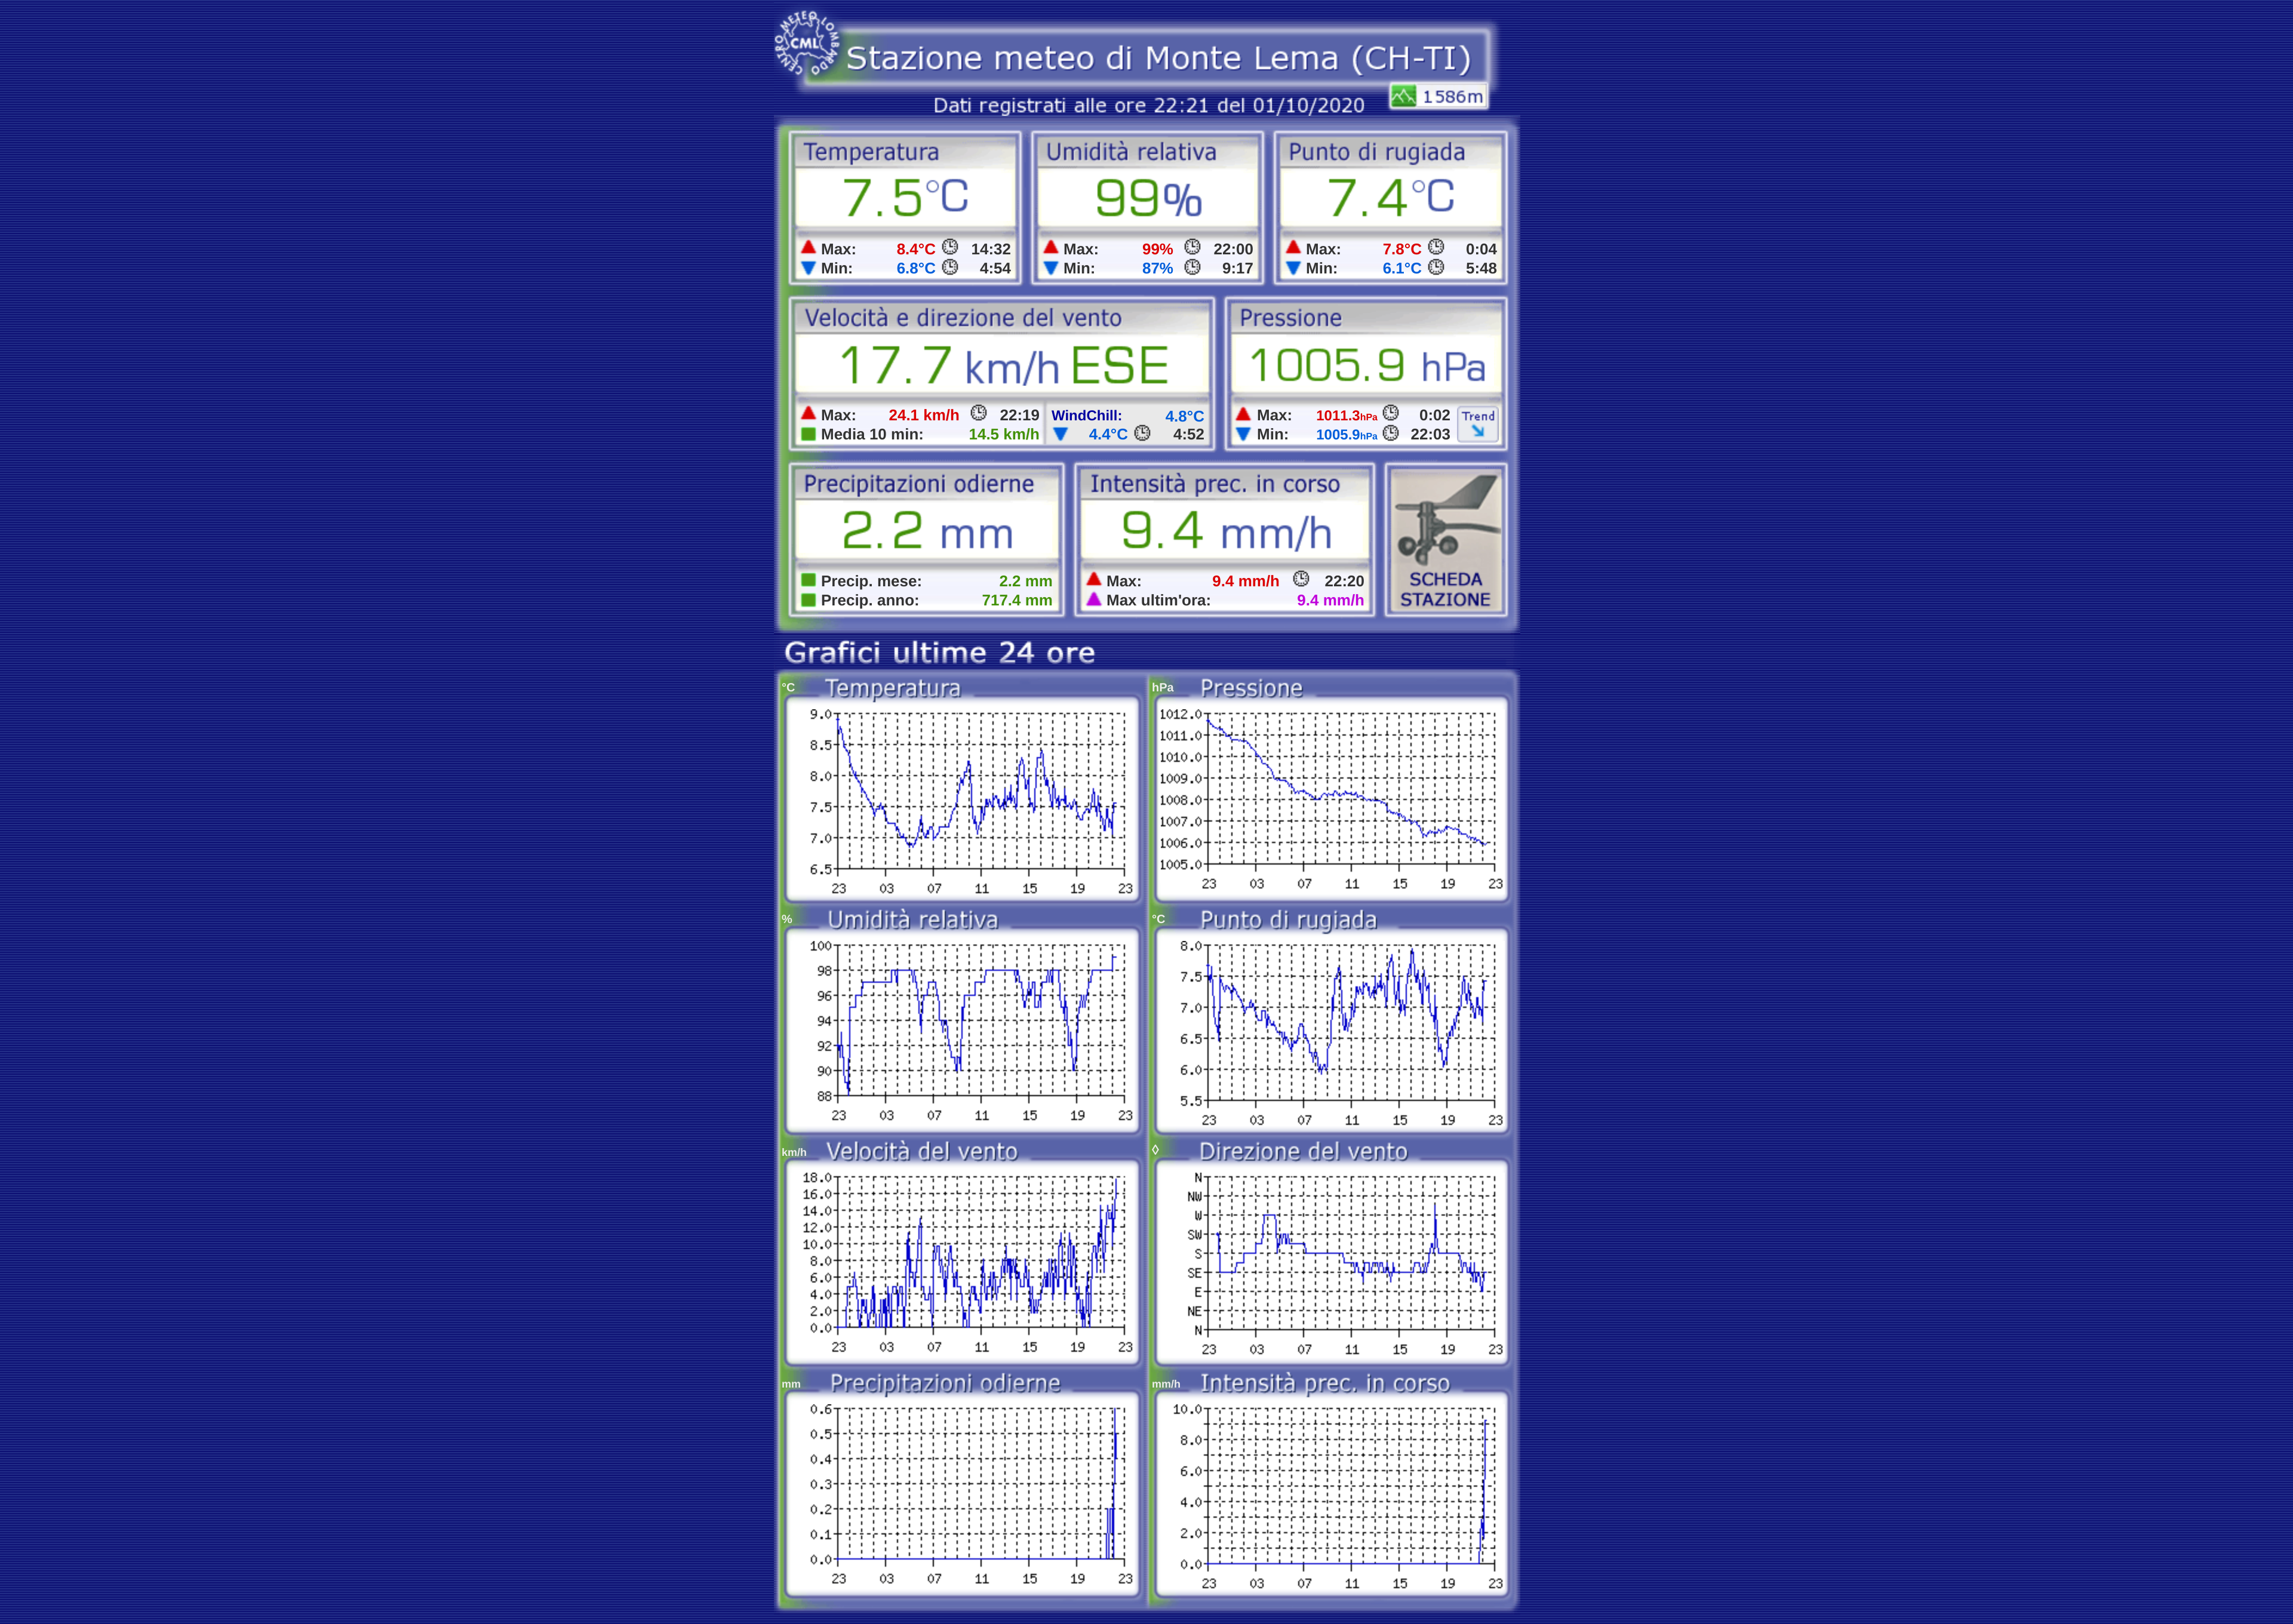 CENTRO METEO LOMBARDO
CML
Stazione meteo di Monte Lema (CH-TI)
Dati registrati alle ore 22:21 del 01/10/2020
1586m
Temperatura
7.5°C
Max: 8.4°C 14:32
Min: 6.8°C 4:54
Umidità relativa
99%
Max: 99% 22:00
Min: 87% 9:17
Punto di rugiada
7.4°C
Max: 7.8°C 0:04
Min: 6.1°C 5:48
Velocità e direzione del vento
17.7 km/h ESE
Max: 24.1 km/h 22:19
Media 10 min: 14.5 km/h
WindChill: 4.8°C
4.4°C 4:52
Pressione
1005.9 hPa
Max: 1011.3hPa 0:02
Min: 1005.9hPa 22:03
Trend
Precipitazioni odierne
2.2 mm
Precip. mese: 2.2 mm
Precip. anno: 717.4 mm
Intensità prec. in corso
9.4 mm/h
Max: 9.4 mm/h 22:20
Max ultim'ora: 9.4 mm/h
SCHEDA
STAZIONE
Grafici ultime 24 ore
°C Temperatura
9.0
8.5
8.0
7.5
7.0
6.5
23 03 07 11 15 19 23
hPa Pressione
1012.0
1011.0
1010.0
1009.0
1008.0
1007.0
1006.0
1005.0
23 03 07 11 15 19 23
% Umidità relativa
100
98
96
94
92
90
88
23 03 07 11 15 19 23
°C Punto di rugiada
8.0
7.5
7.0
6.5
6.0
5.5
23 03 07 11 15 19 23
km/h Velocità del vento
18.0
16.0
14.0
12.0
10.0
8.0
6.0
4.0
2.0
0.0
23 03 07 11 15 19 23
◊ Direzione del vento
N
NW
W
SW
S
SE
E
NE
N
23 03 07 11 15 19 23
mm Precipitazioni odierne
0.6
0.5
0.4
0.3
0.2
0.1
0.0
23 03 07 11 15 19 23
mm/h Intensità prec. in corso
10.0
8.0
6.0
4.0
2.0
0.0
23 03 07 11 15 19 23